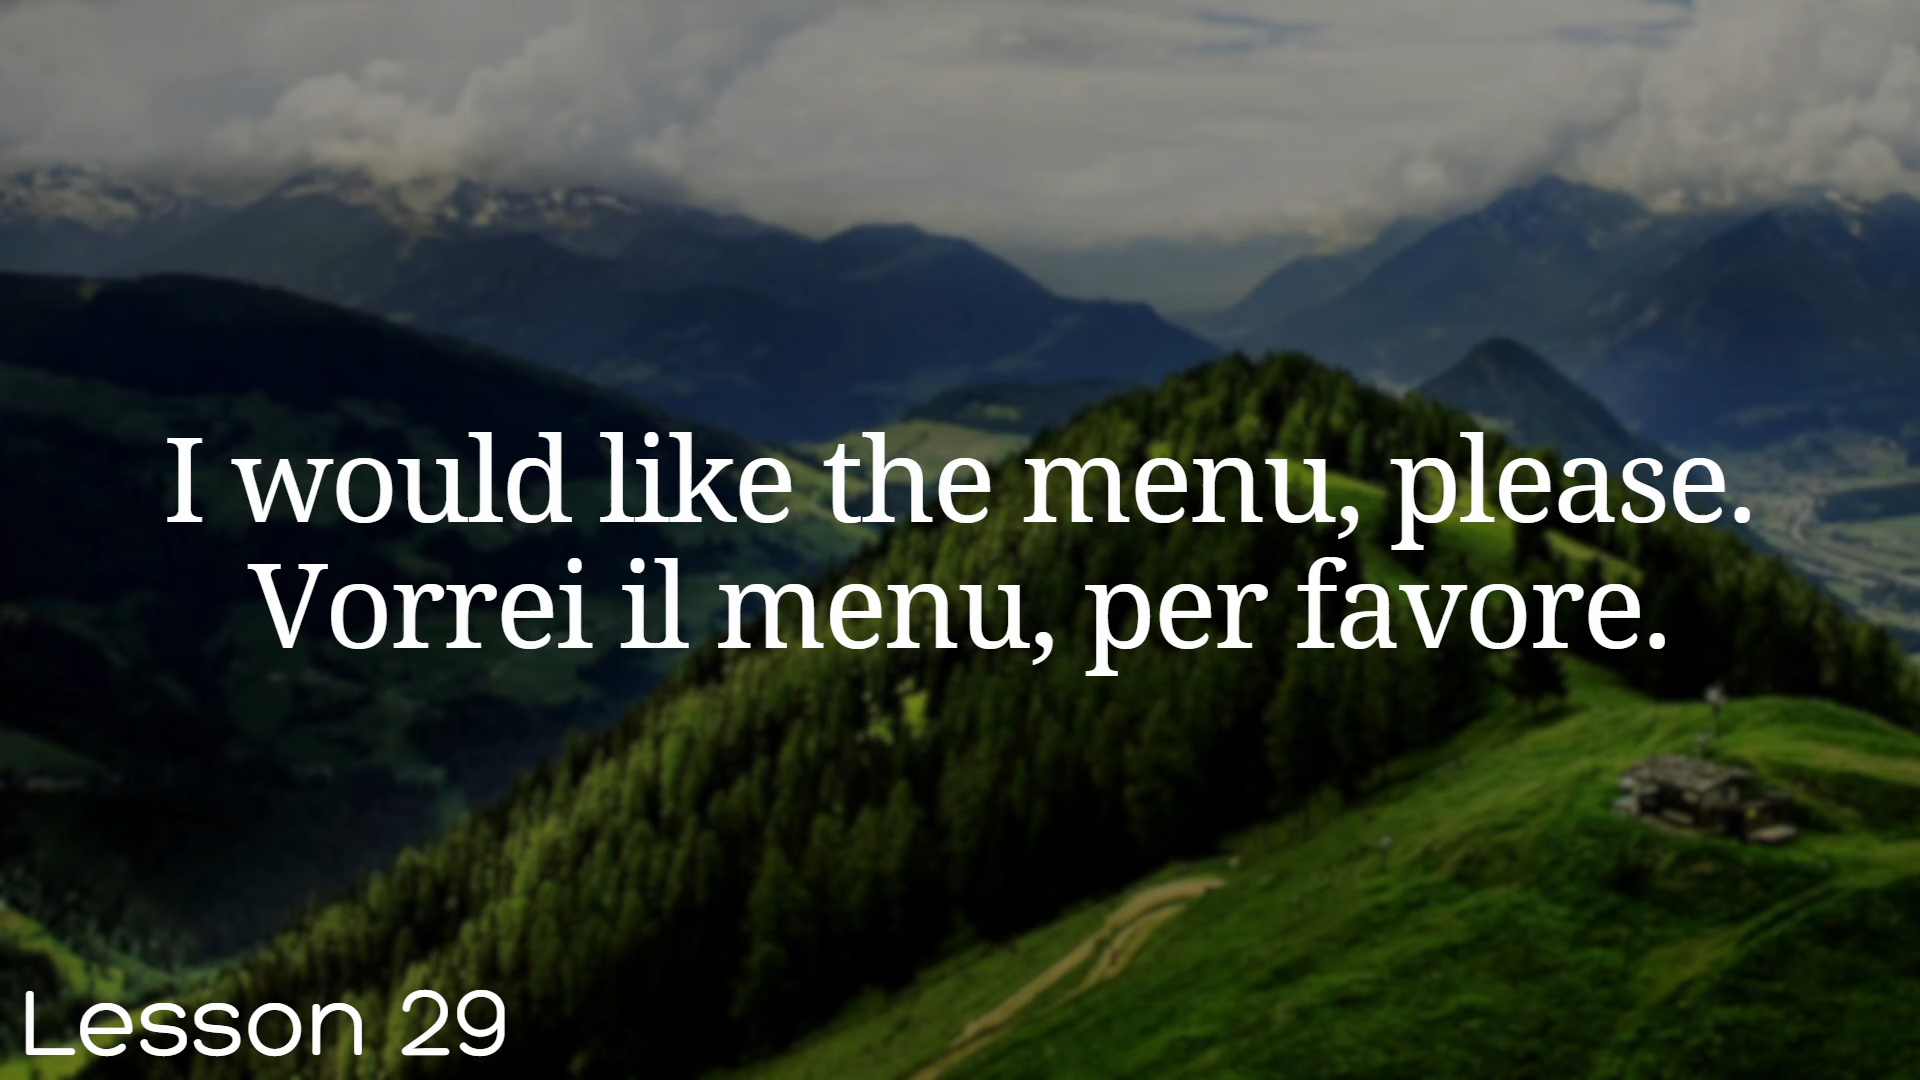 I would like the menu, please.
Vorrei il menu, per favore.
Lesson 29